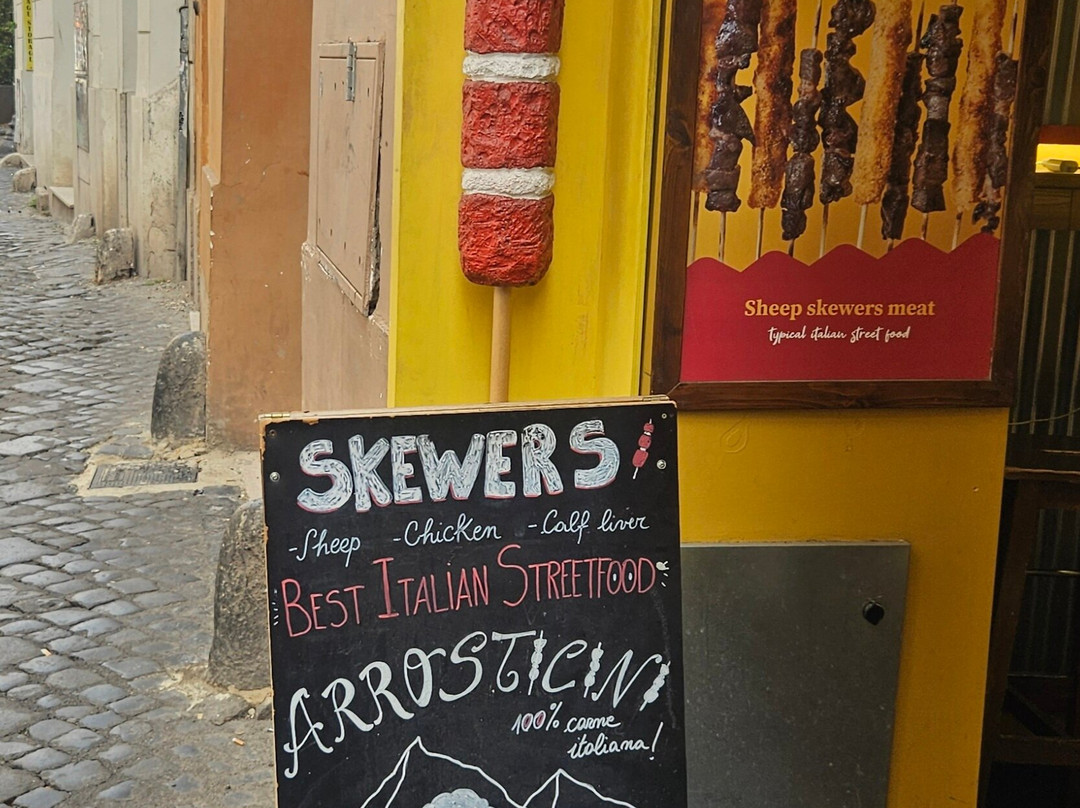 Sheep skewers meat
typical italian street food
SKEWERS
-Sheep -Chicken -Calf liver
BEST ITALIAN STREETFOOD
ARROSTICINI
100% carne
italiana!